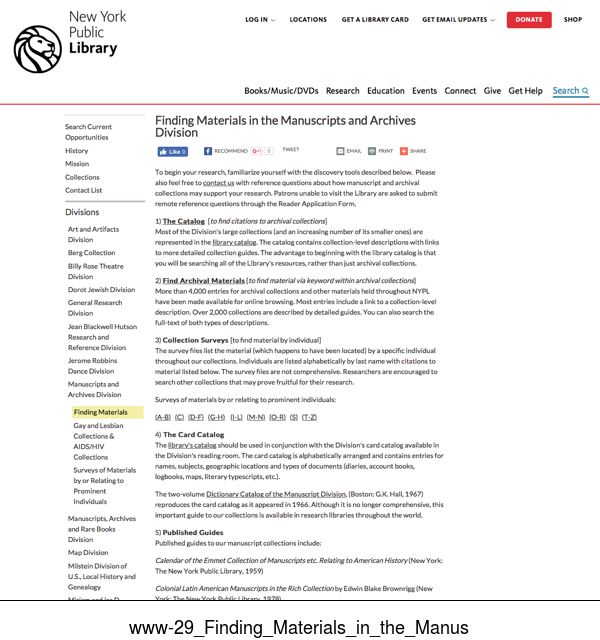 New York
Public
Library
LOG IN
LOCATIONS
GET A LIBRARY CARD
GET EMAIL UPDATES
DONATE
SHOP
Books/Music/DVDs Research Education Events Connect Give Get Help Search
Search Current
Opportunities
History
Mission
Collections
Contact List
Divisions
Art and Artifacts
Division
Berg Collection
Billy Rose Theatre
Division
Dorot Jewish Division
General Research
Division
Jean Blackwell Hutson
Research and
Reference Division
Jerome Robbins
Dance Division
Manuscripts and
Archives Division
Finding Materials
Gay and Lesbian
Collections &
AIDS/HIV
Collections
Surveys of Materials
by or Relating to
Prominent
Individuals
Manuscripts, Archives
and Rare Books
Division
Map Division
Milstein Division of
U.S., Local History and
Genealogy
Finding Materials in the Manuscripts and Archives
Division
Like 0
RECOMMEND
G+1 0
TWEET
EMAIL
PRINT
SHARE
To begin your research, familiarize yourself with the discovery tools described below. Please
also feel free to contact us with reference questions about how manuscript and archival
collections may support your research. Patrons unable to visit the Library are asked to submit
remote reference questions through the Reader Application Form.
1) The Catalog [to find citations to archival collections]
Most of the Division's large collections (and an increasing number of its smaller ones) are
represented in the library catalog. The catalog contains collection-level descriptions with links
to more detailed collection guides. The advantage to beginning with the library catalog is that
you will be searching all of the Library's resources, rather than just archival collections.
2) Find Archival Materials [to find material via keyword within archival collections]
More than 4,000 entries for archival collections and other materials held throughout NYPL
have been made available for online browsing. Most entries include a link to a collection-level
description. Over 2,000 collections are described by detailed guides. You can also search the
full-text of both types of descriptions.
3) Collection Surveys [to find material by individual]
The survey files list the material (which happens to have been located) by a specific individual
throughout our collections. Individuals are listed alphabetically by last name with citations to
material listed below. The survey files are not comprehensive. Researchers are encouraged to
search other collections that may prove fruitful for their research.
Surveys of materials by or relating to prominent individuals:
(A-B) (C) (D-F) (G-H) (I-L) (M-N) (O-R) (S) (T-Z)
4) The Card Catalog
The library's catalog should be used in conjunction with the Division's card catalog available in
the Division's reading room. The card catalog is alphabetically arranged and contains entries for
names, subjects, geographic locations and types of documents (diaries, account books,
logbooks, maps, literary typescripts, etc.).
The two-volume Dictionary Catalog of the Manuscript Division, (Boston: G.K. Hall, 1967)
reproduces the card catalog as it appeared in 1966. Although it is no longer comprehensive, this
important guide to our collections is available in research libraries throughout the world.
5) Published Guides
Published guides to our manuscript collections include:
Calendar of the Emmet Collection of Manuscripts etc. Relating to American History (New York:
The New York Public Library, 1959)
Colonial Latin American Manuscripts in the Rich Collection by Edwin Blake Brownrigg (New
York: The New York Public Library, 1978)
www-29_Finding_Materials_in_the_Manus